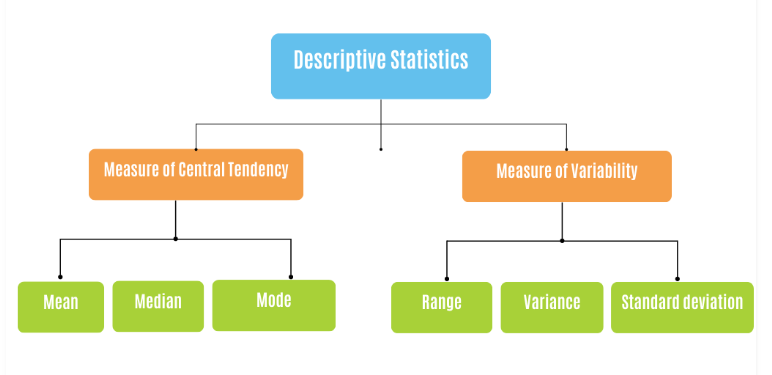 Descriptive Statistics
Measure of Central Tendency
Measure of Variability
Mean
Median
Mode
Range
Variance
Standard deviation